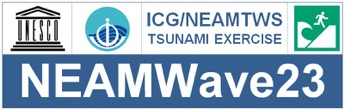 UNESCO
ICG/NEAMTWS
TSUNAMI EXERCISE
NEAMWave23